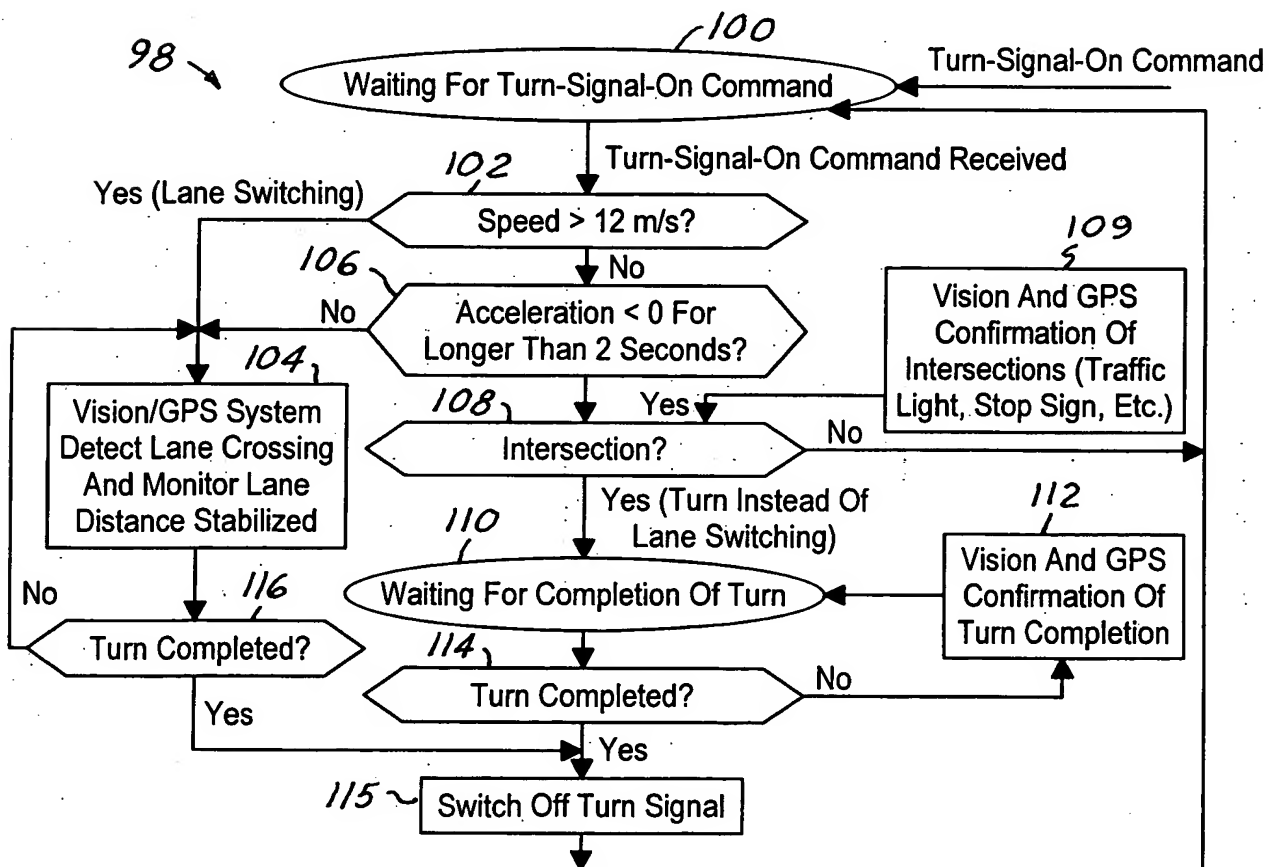 98
100
Waiting For Turn-Signal-On Command
Turn-Signal-On Command
Turn-Signal-On Command Received
102
Yes (Lane Switching)
Speed > 12 m/s?
No
106
No
Acceleration < 0 For
Longer Than 2 Seconds?
109
Vision And GPS
Confirmation Of
Intersections (Traffic
Light, Stop Sign, Etc.)
104
Vision/GPS System
Detect Lane Crossing
And Monitor Lane
Distance Stabilized
108
Yes
Intersection?
No
Yes (Turn Instead Of
Lane Switching)
110
Waiting For Completion Of Turn
112
Vision And GPS
Confirmation Of
Turn Completion
No
116
Turn Completed?
Yes
114
Turn Completed?
No
Yes
115
Switch Off Turn Signal